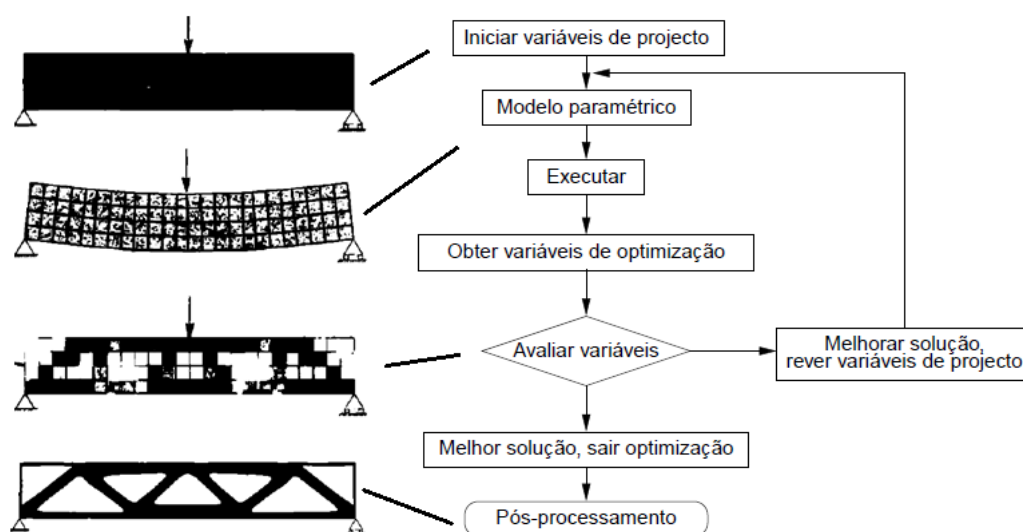 Iniciar variáveis de projecto
Modelo paramétrico
Executar
Obter variáveis de optimização
Avaliar variáveis
Melhorar solução,
rever variáveis de projecto
Melhor solução, sair optimização
Pós-processamento